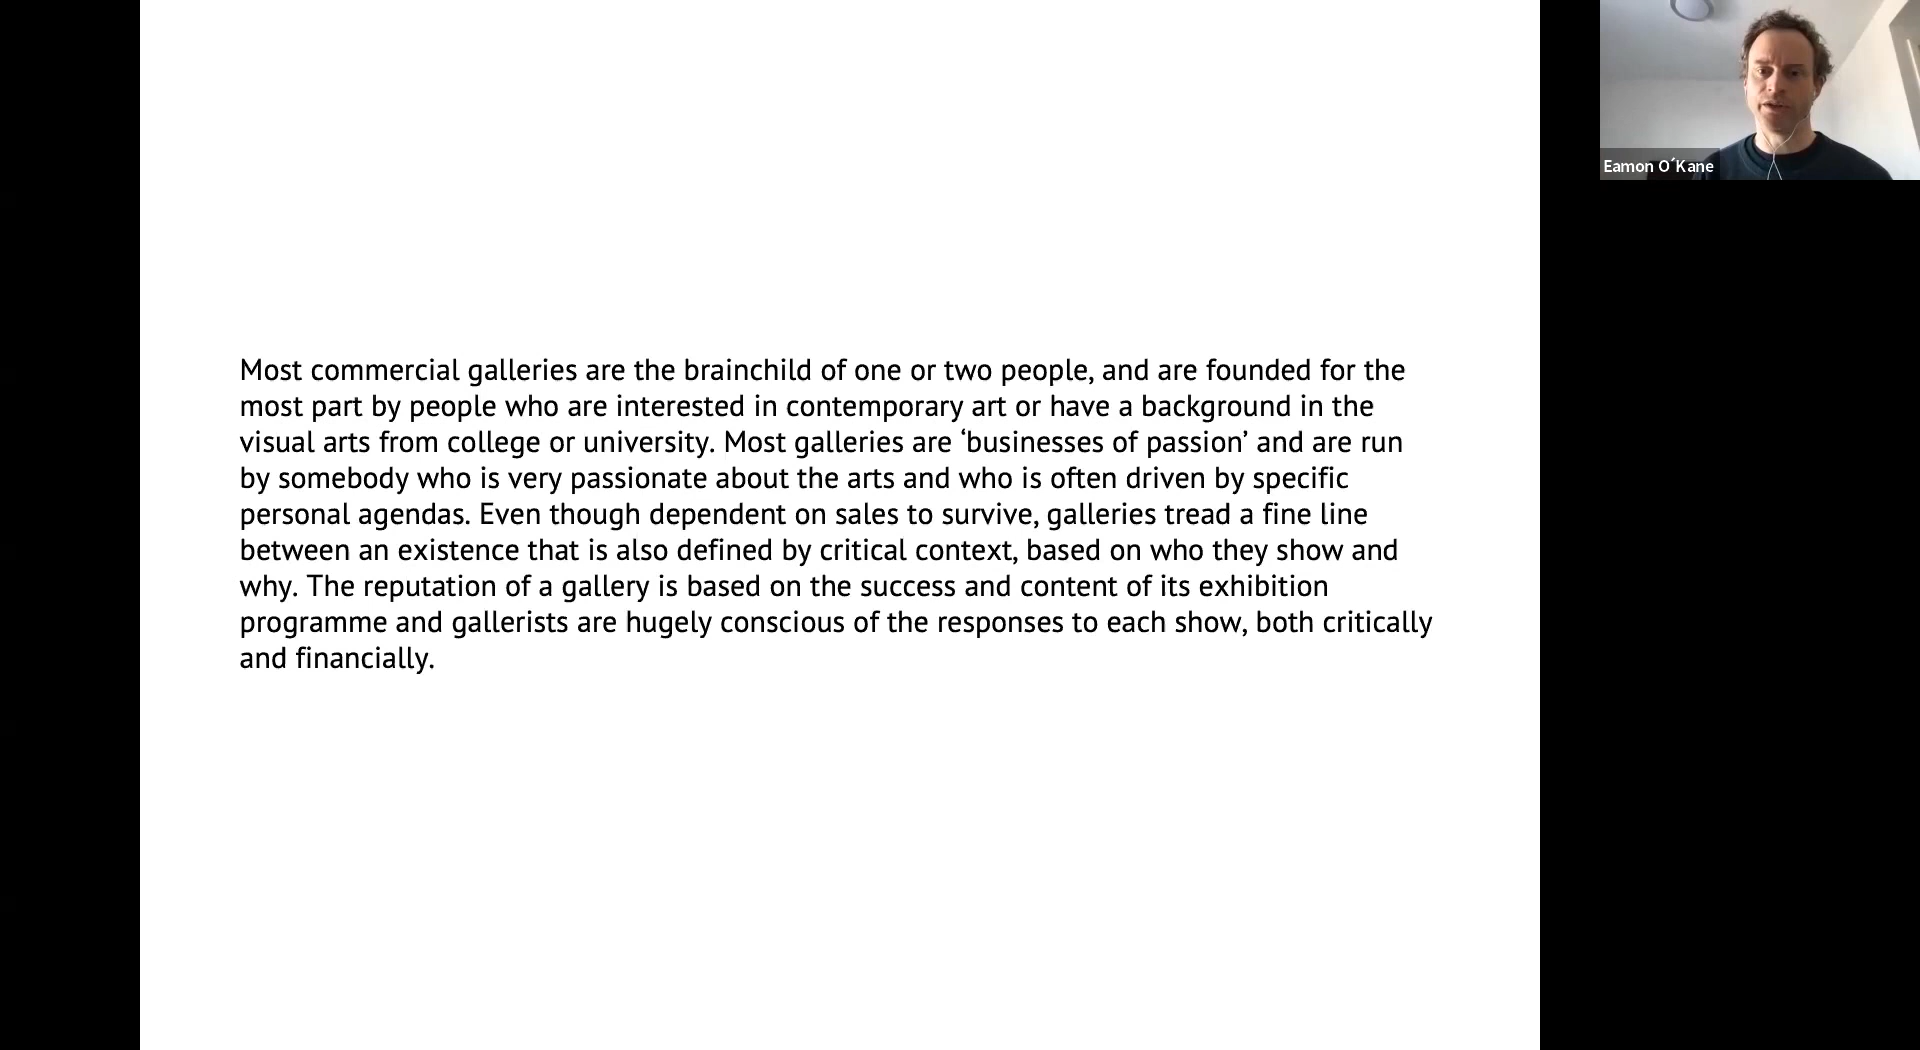 Most commercial galleries are the brainchild of one or two people, and are founded for the
most part by people who are interested in contemporary art or have a background in the
visual arts from college or university. Most galleries are ‘businesses of passion’ and are run
by somebody who is very passionate about the arts and who is often driven by specific
personal agendas. Even though dependent on sales to survive, galleries tread a fine line
between an existence that is also defined by critical context, based on who they show and
why. The reputation of a gallery is based on the success and content of its exhibition
programme and gallerists are hugely conscious of the responses to each show, both critically
and financially.
Eamon O´Kane